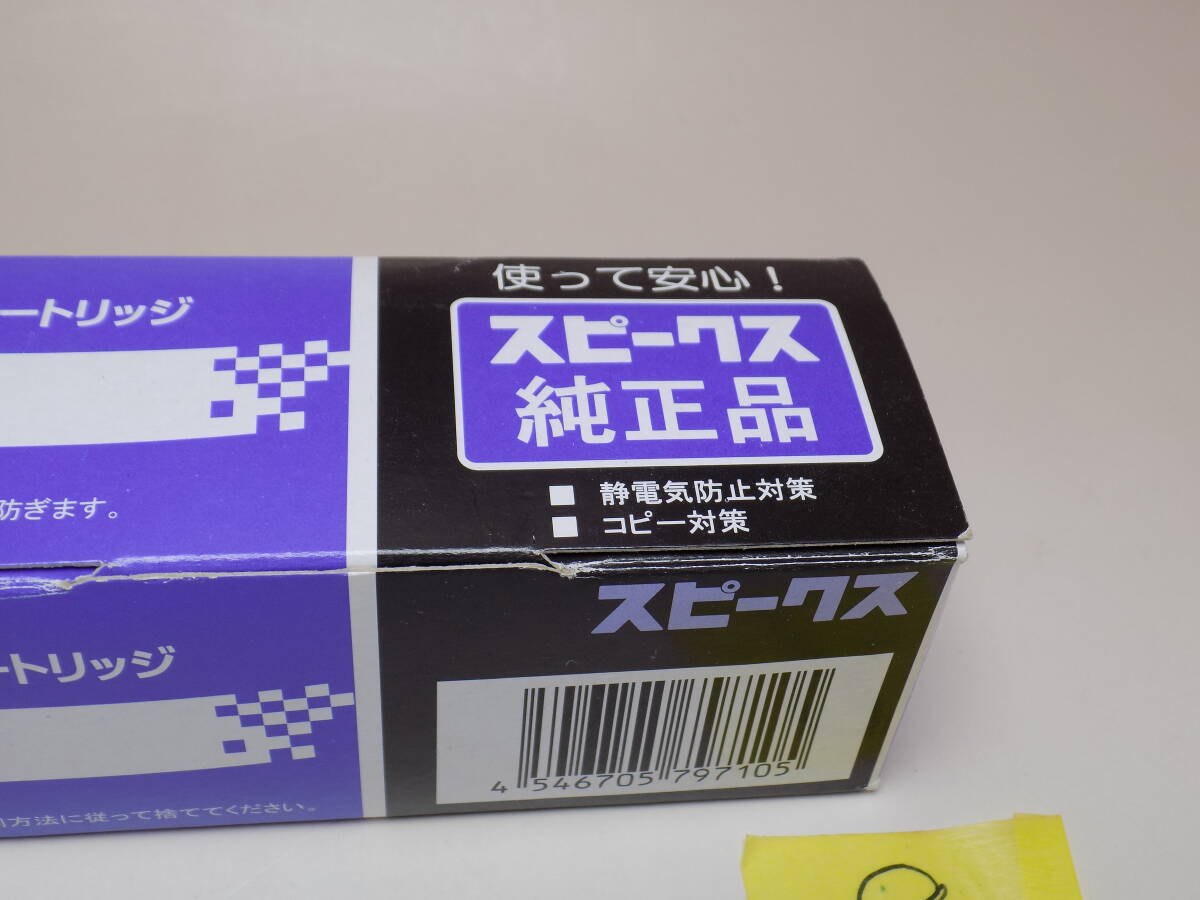 使って安心！
スピークス
純正品
■ 静電気防止対策
■ コピー対策
ートリッジ
防ぎます。
スピークス
4 546705 797105
ートリッジ
方法に従って捨ててください。